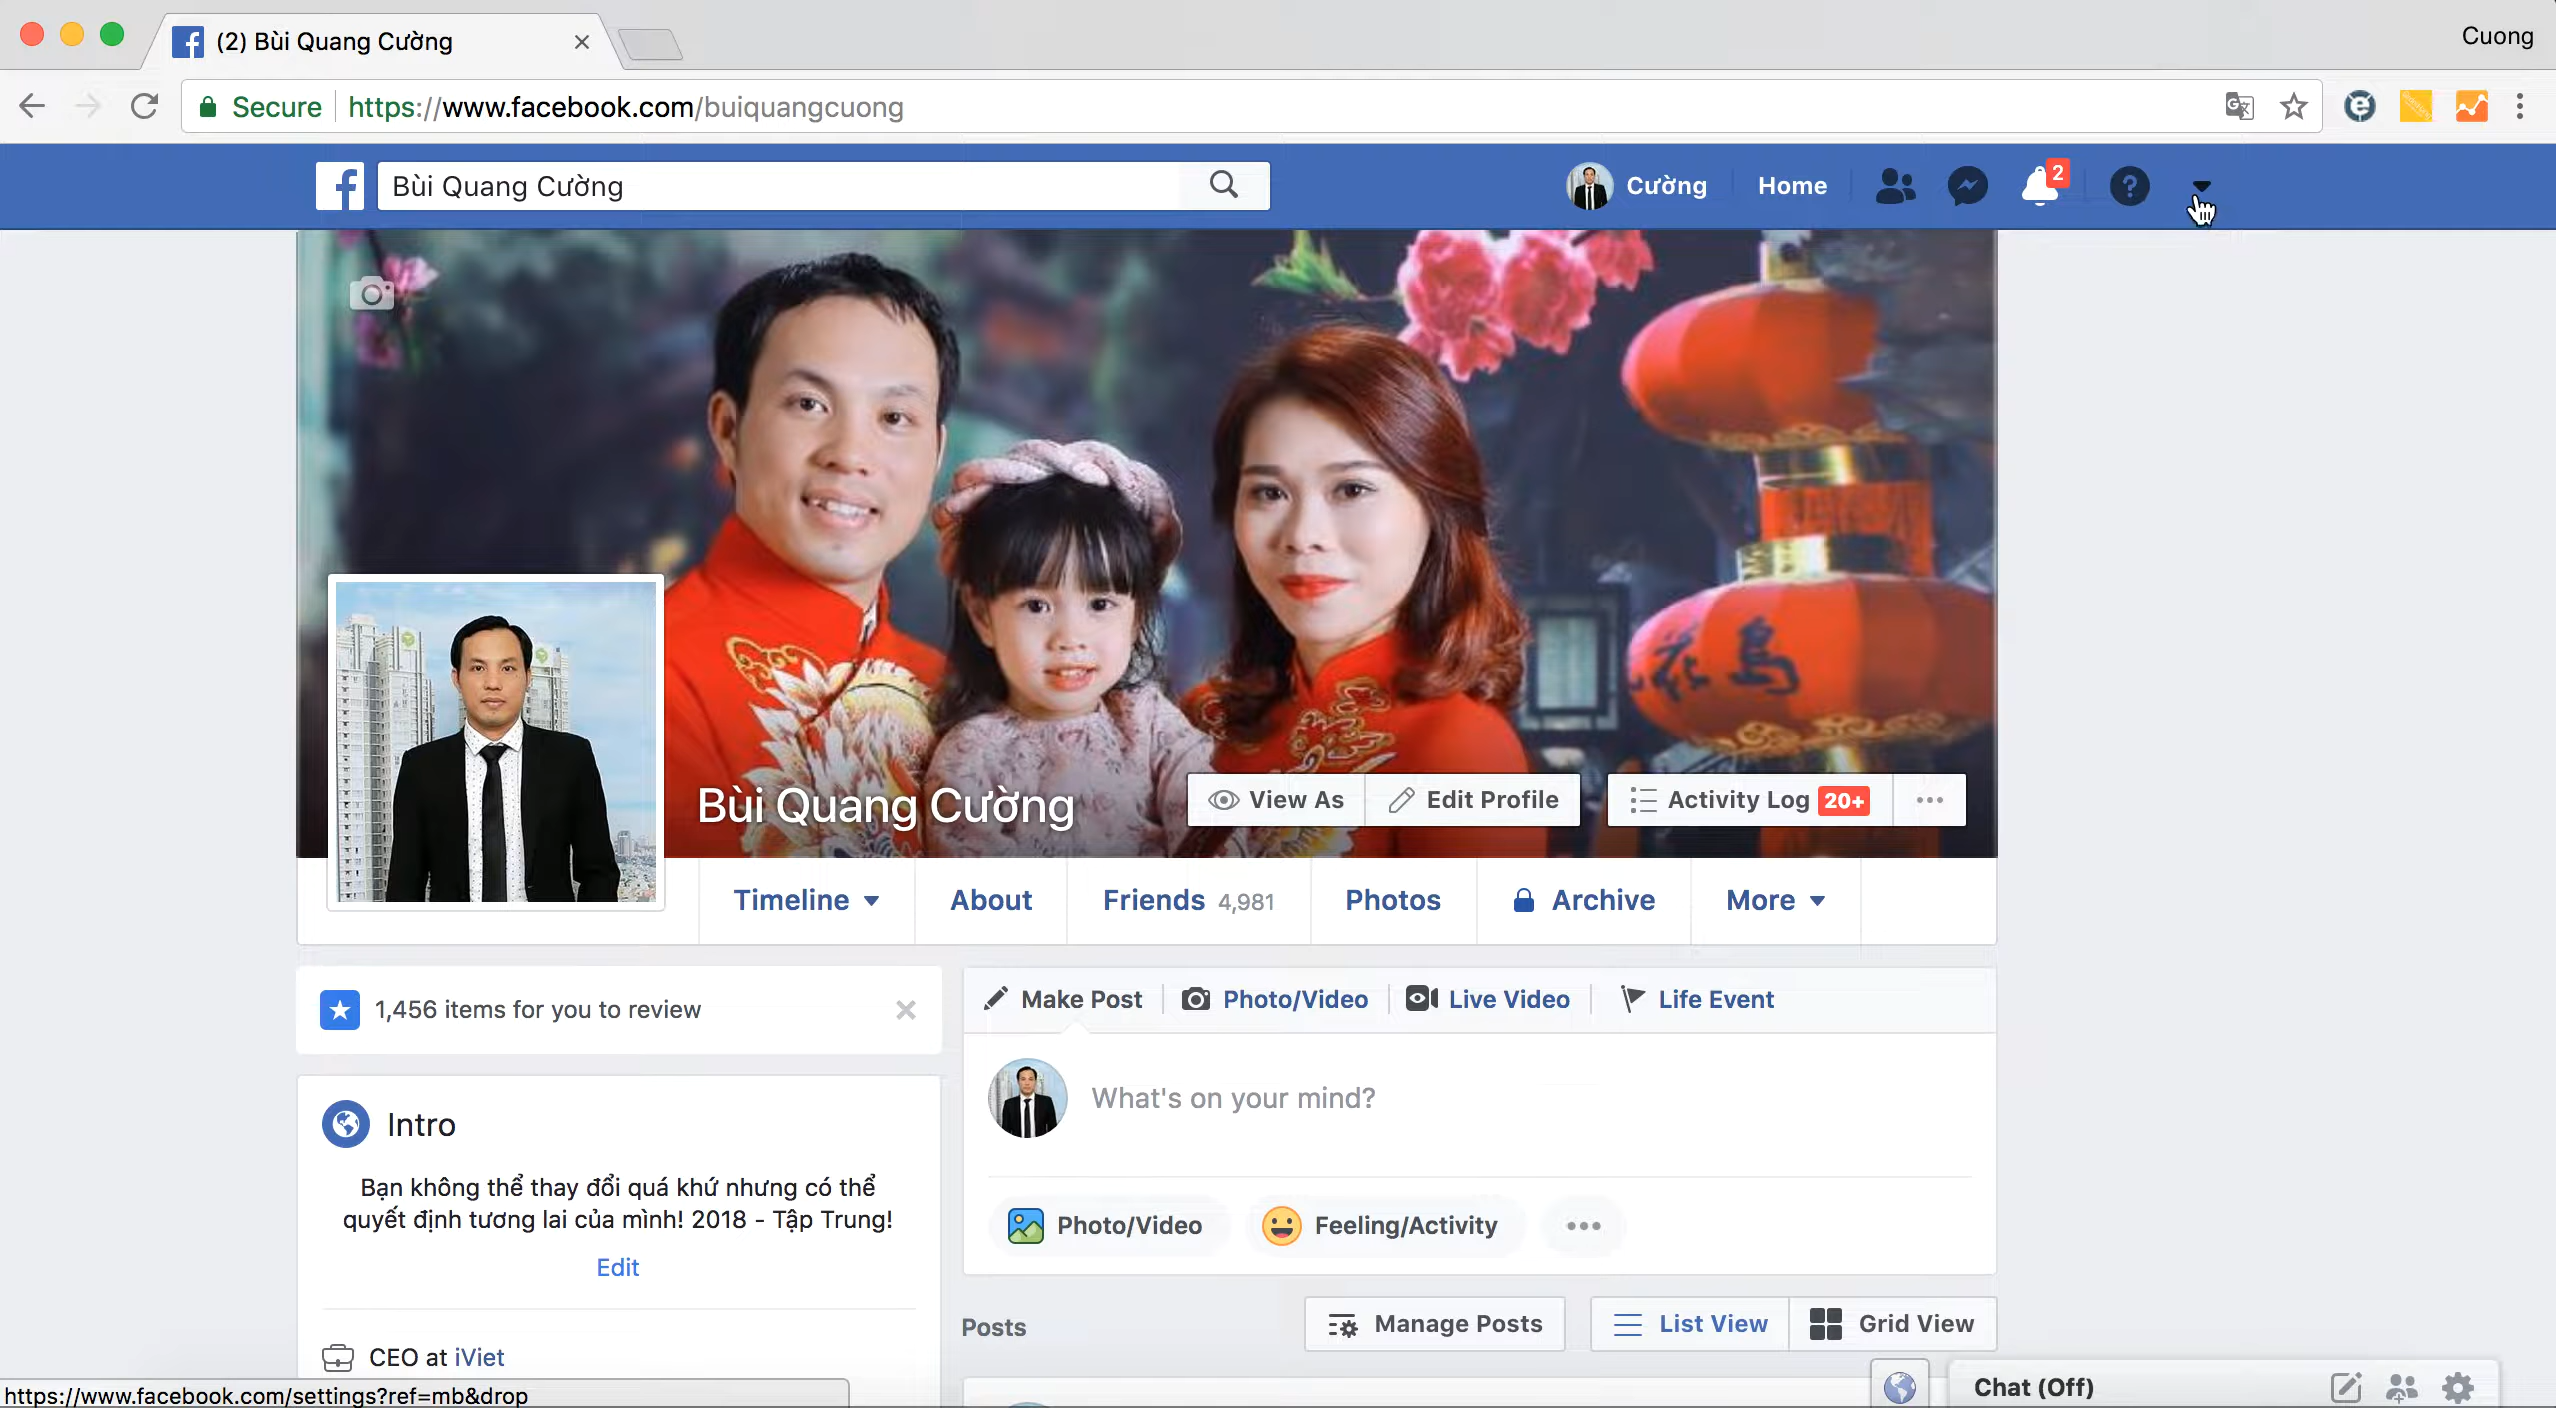 (2) Bùi Quang Cường
Cuong
Secure https://www.facebook.com/buiquangcuong
Bùi Quang Cường
Cường Home 2
花鳥
Bùi Quang Cường
View As Edit Profile Activity Log 20+
Timeline About Friends 4,981 Photos Archive More
1,456 items for you to review
Make Post Photo/Video Live Video Life Event
What's on your mind?
Intro
Bạn không thể thay đổi quá khứ nhưng có thể
quyết định tương lai của mình! 2018 - Tập Trung!
Edit
Photo/Video Feeling/Activity
Posts Manage Posts List View Grid View
CEO at iViet
https://www.facebook.com/settings?ref=mb&drop
Chat (Off)